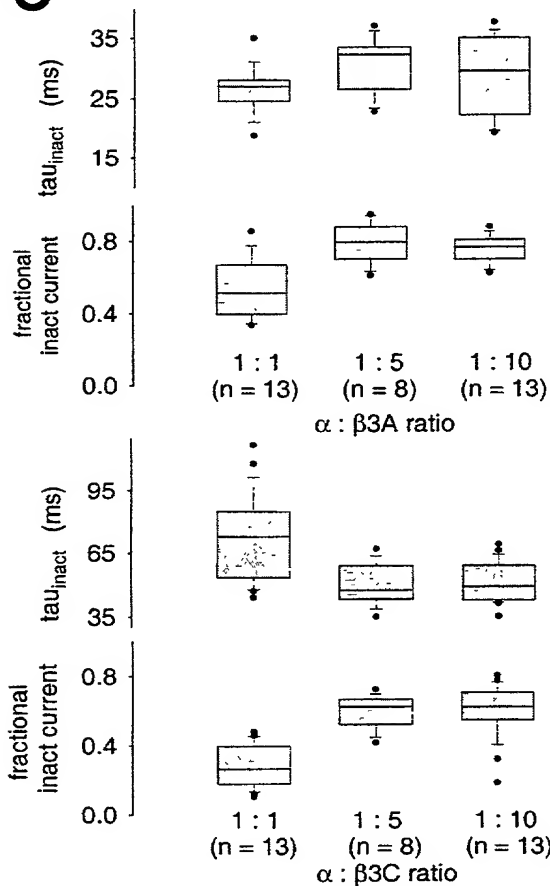 35
25
15
tau_inact (ms)
0.8
0.4
0.0
fractional
inact current
1 : 1 1 : 5 1 : 10
(n = 13) (n = 8) (n = 13)
α : β3A ratio
95
65
35
tau_inact (ms)
0.8
0.4
0.0
fractional
inact current
1 : 1 1 : 5 1 : 10
(n = 13) (n = 8) (n = 13)
α : β3C ratio